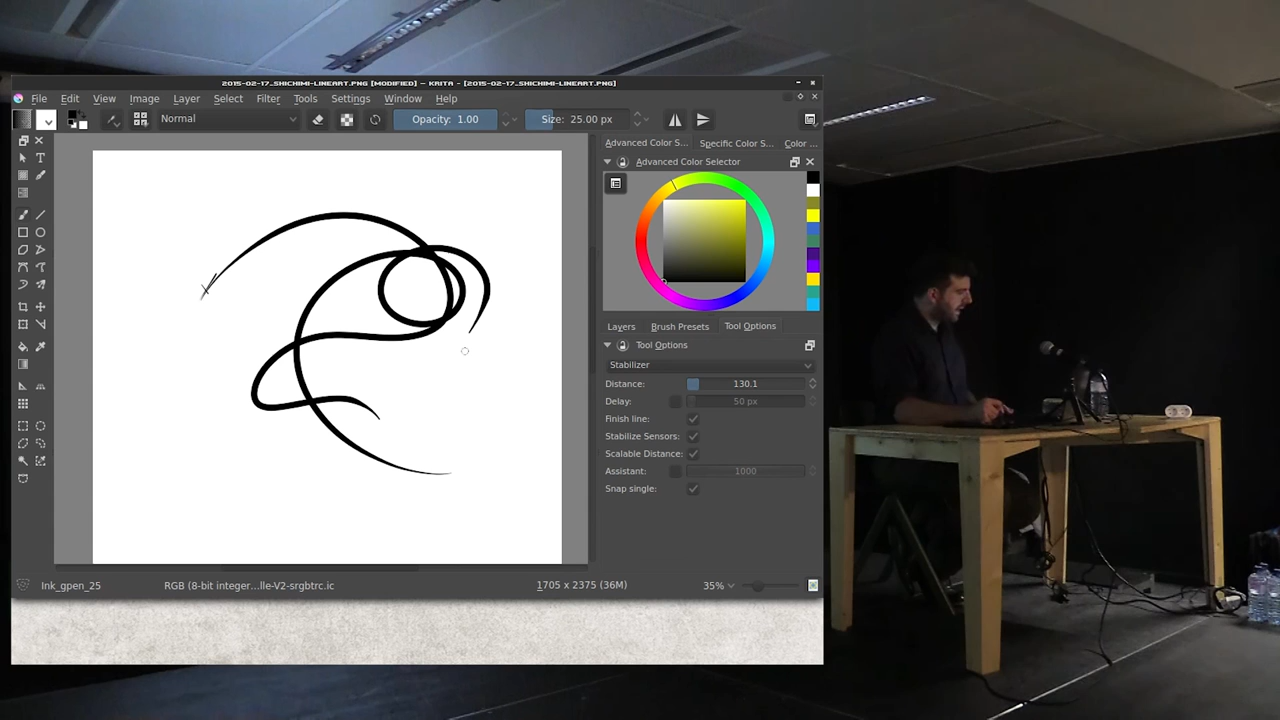 2015-02-17_SHICHIMI-LINEART.PNG [MODIFIED] – KRITA - [2015-02-17_SHICHIMI-LINEART.PNG]
File Edit View Image Layer Select Filter Tools Settings Window Help
Normal Opacity: 1.00 Size: 25.00 px
Advanced Color S... Specific Color S... Color ...
Advanced Color Selector
Layers Brush Presets Tool Options
Tool Options
Stabilizer
Distance: 130.1
Delay: 50 px
Finish line:
Stabilize Sensors:
Scalable Distance:
Assistant: 1000
Snap single:
Ink_gpen_25 RGB (8-bit integer...lle-V2-srgbtrc.ic 1705 x 2375 (36M) 35%